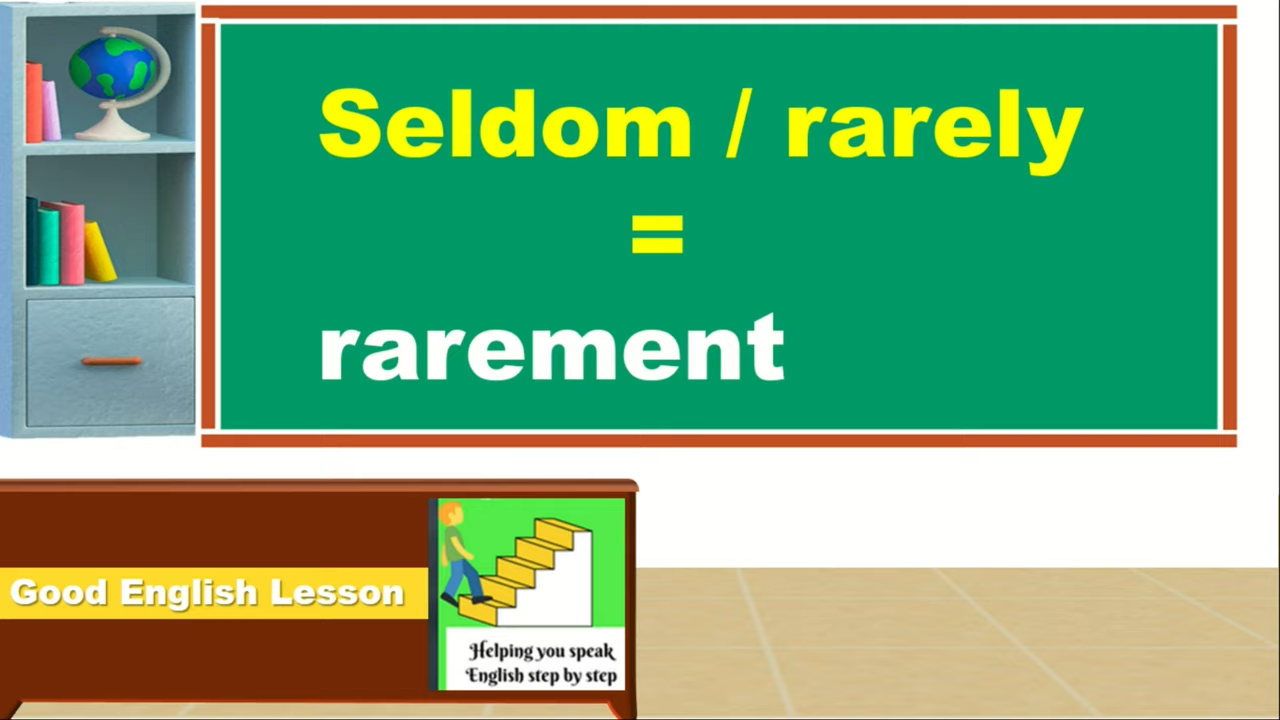 Seldom / rarely
=
rarement
Good English Lesson
Helping you speak
English step by step